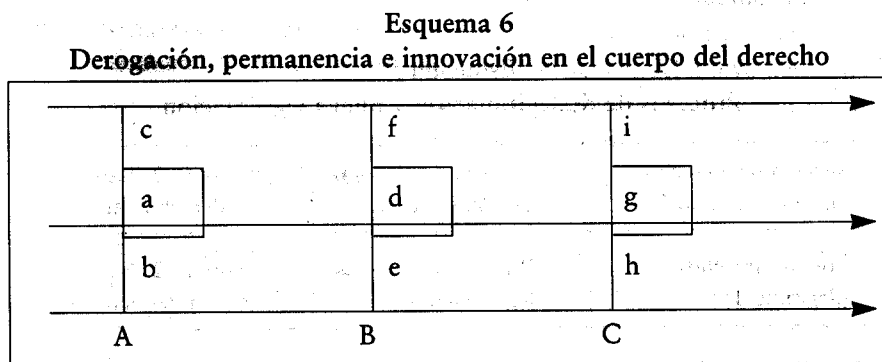 Esquema 6
Derogación, permanencia e innovación en el cuerpo del derecho
c f i
a d g
b e h
A B C